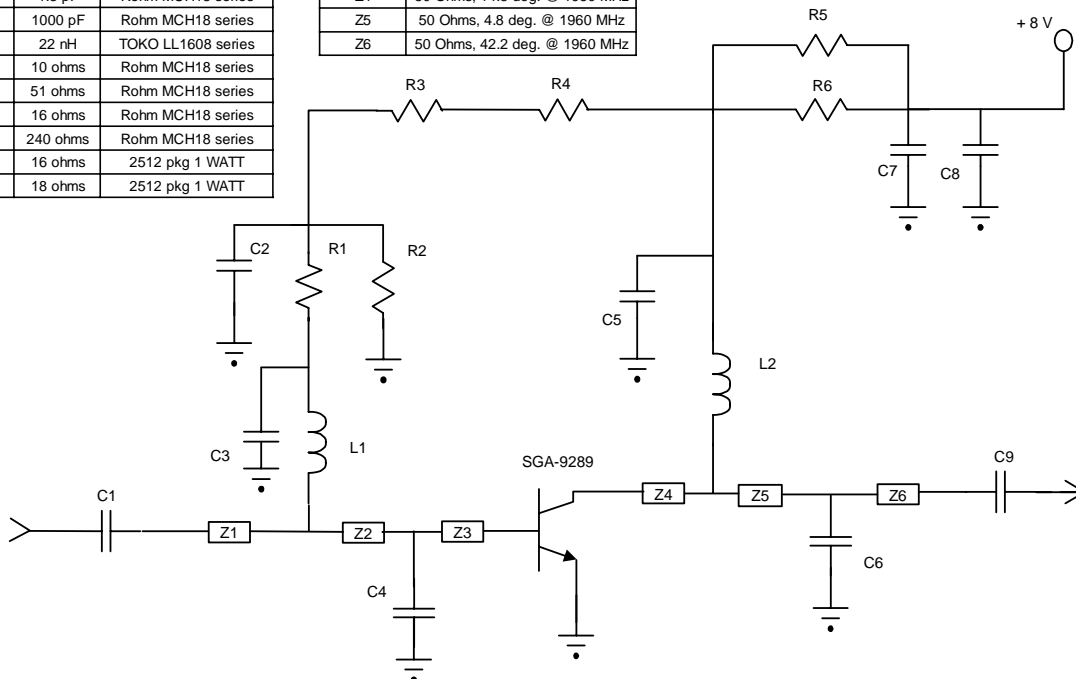 1000 pF Rohm MCH18 series
22 nH TOKO LL1608 series
10 ohms Rohm MCH18 series
51 ohms Rohm MCH18 series
16 ohms Rohm MCH18 series
240 ohms Rohm MCH18 series
16 ohms 2512 pkg 1 WATT
18 ohms 2512 pkg 1 WATT
Z5 50 Ohms, 4.8 deg. @ 1960 MHz
Z6 50 Ohms, 42.2 deg. @ 1960 MHz
R5
+ 8 V
R3
R4
R6
C7
C8
C2
R1
R2
C5
L2
C3
L1
SGA-9289
C1
Z1
Z2
Z3
Z4
Z5
Z6
C9
C4
C6